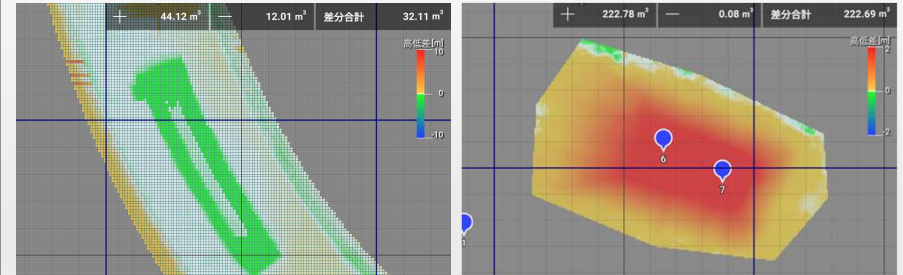 ＋ 44.12 m³ － 12.01 m³ 差分合計 32.11 m³
高低差[m]
10
0
-10
＋ 222.78 m³ － 0.08 m³ 差分合計 222.69 m³
高低差[m]
2
0
-2
6
7
1